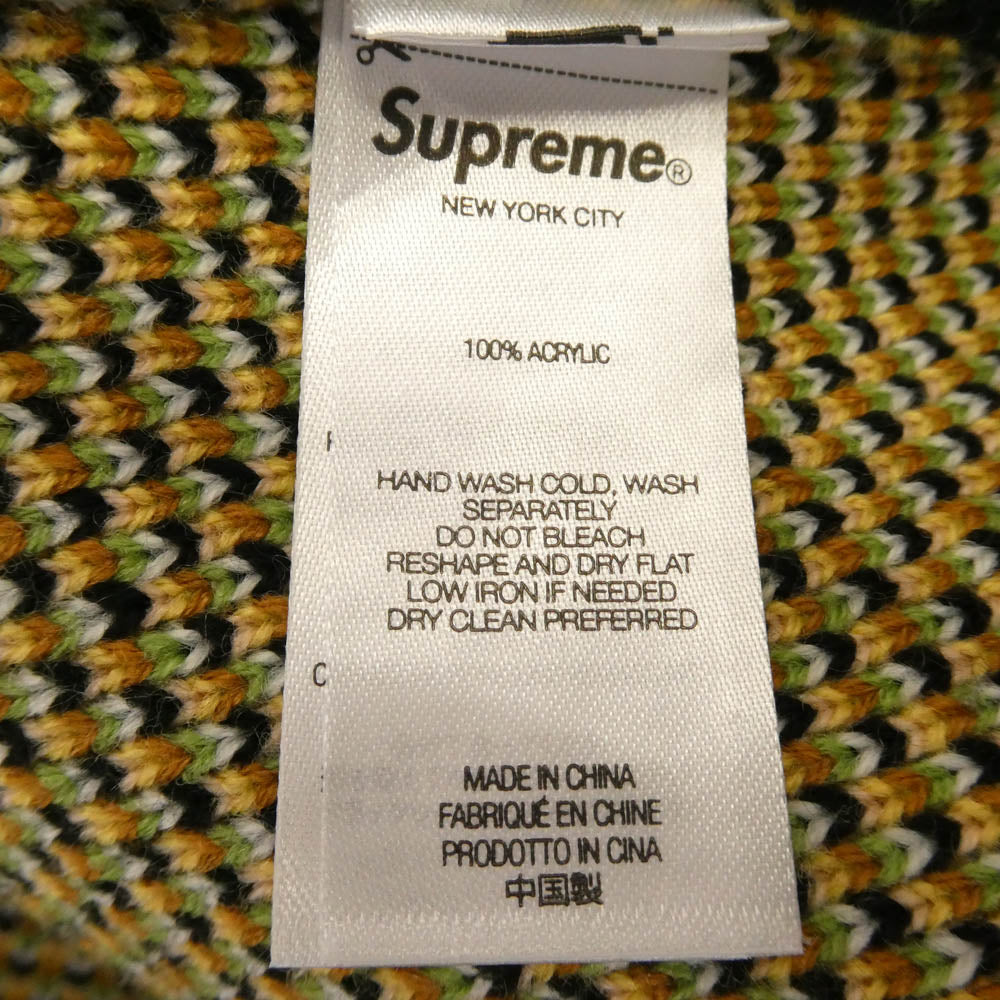 Supreme®
NEW YORK CITY
100% ACRYLIC
HAND WASH COLD, WASH
SEPARATELY
DO NOT BLEACH
RESHAPE AND DRY FLAT
LOW IRON IF NEEDED
DRY CLEAN PREFERRED
C
MADE IN CHINA
FABRIQUÉ EN CHINE
PRODOTTO IN CINA
中国製